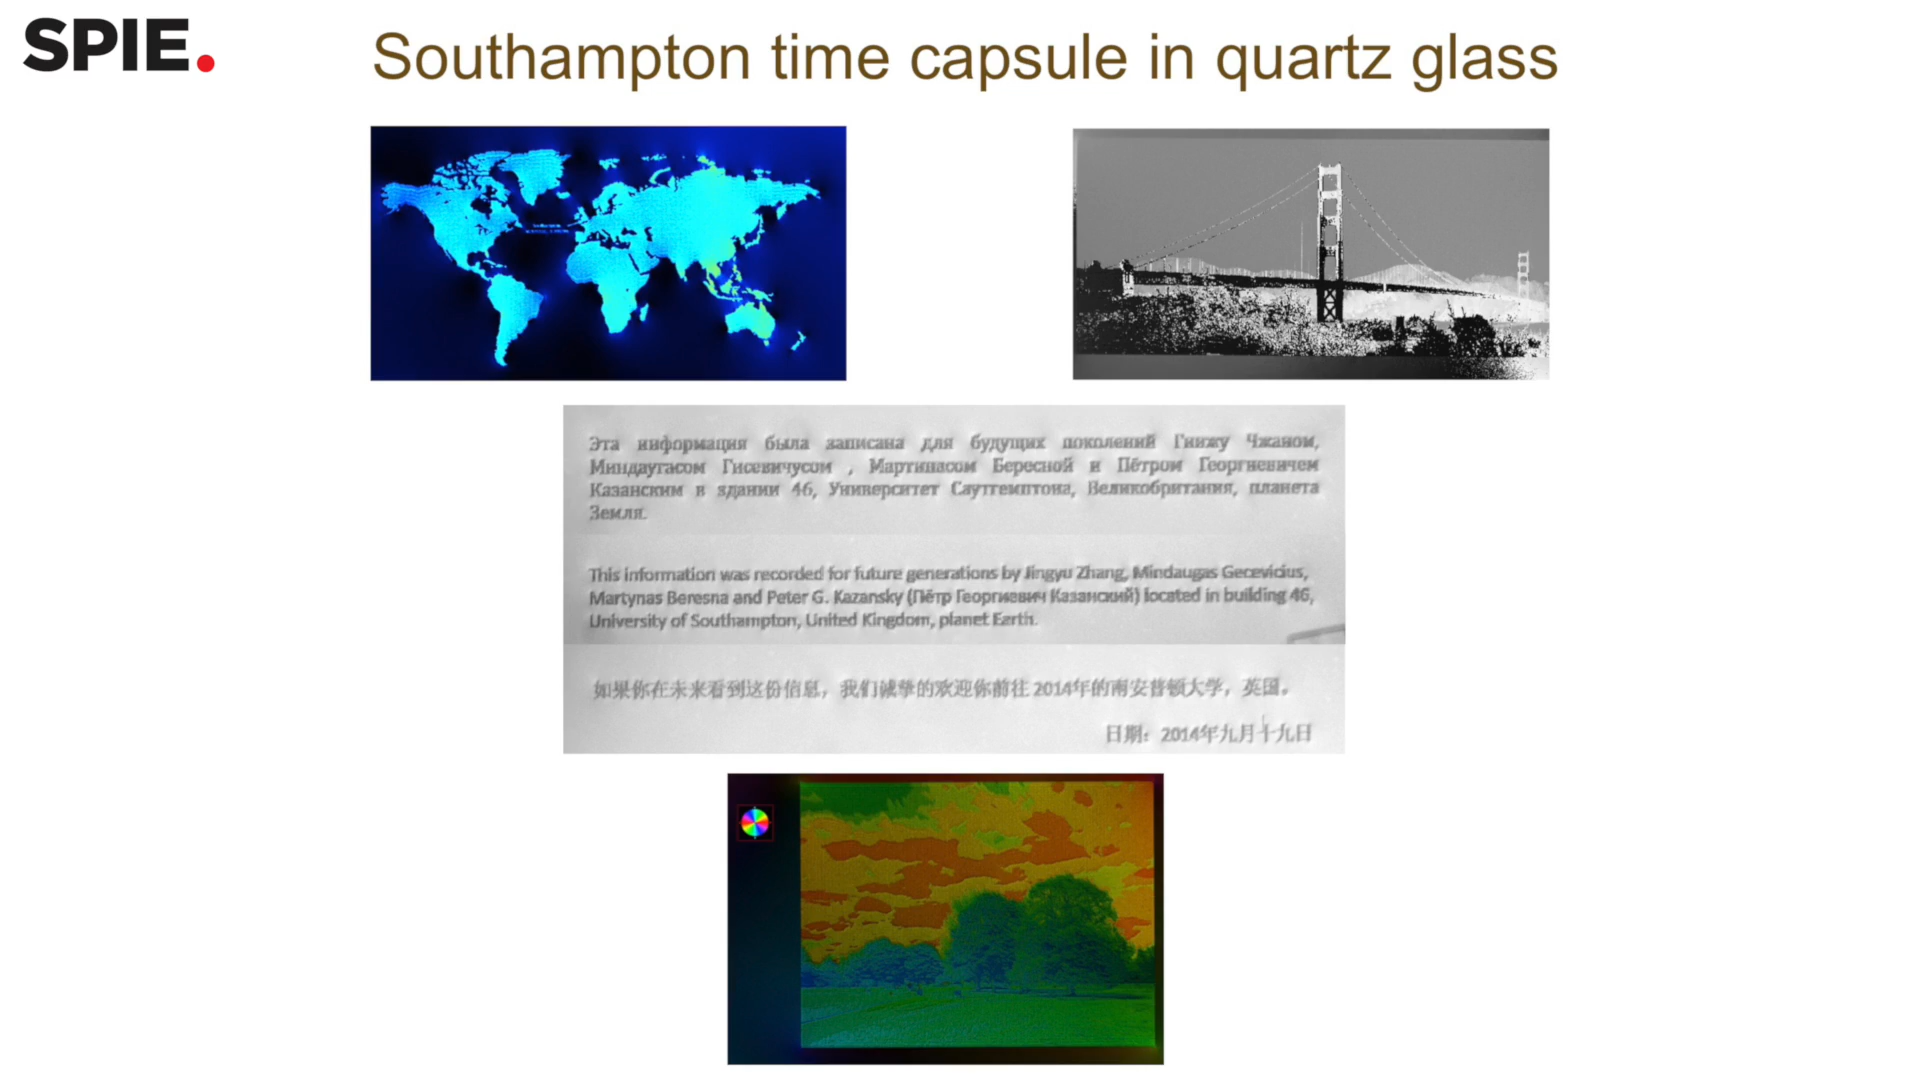 SPIE.
Southampton time capsule in quartz glass
Эта информация была записана для будущих поколений Гнижу Чжаном,
Миндаугасом Гисевичусом , Мартинасом Бересной и Пётром Георгиевичем
Казанским в здании 46, Университет Саутгемптона, Великобритания, планета
Земля.
This information was recorded for future generations by Jingyu Zhang, Mindaugas Gecevicius,
Martynas Beresna and Peter G. Kazansky (Пётр Георгиевич Казанский) located in building 46,
University of Southampton, United Kingdom, planet Earth.
如果你在未来看到这份信息，我们诚挚的欢迎你前往2014年的南安普顿大学，英国。
日期：2014年九月十九日